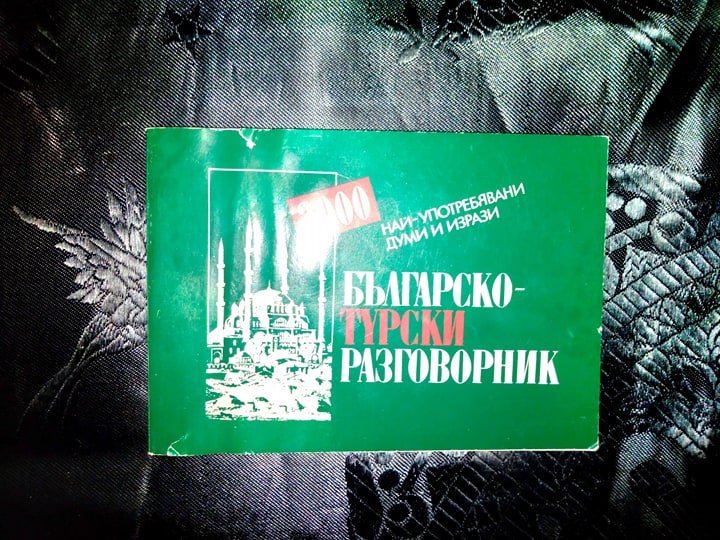 НАЙ-УПОТРЕБЯВАНИ
ДУМИ И ИЗРАЗИ
БЪЛГАРСКО-
ТУРСКИ
РАЗГОВОРНИК